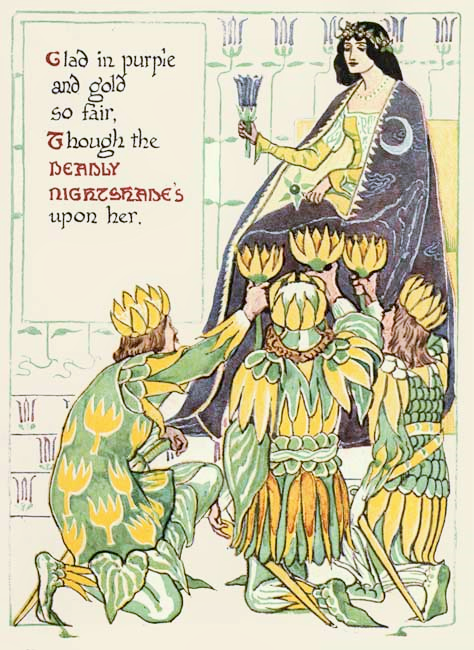 Clad in purple
and gold
so fair,
Though the
DEADLY
NIGHTSHADE'S
upon her.